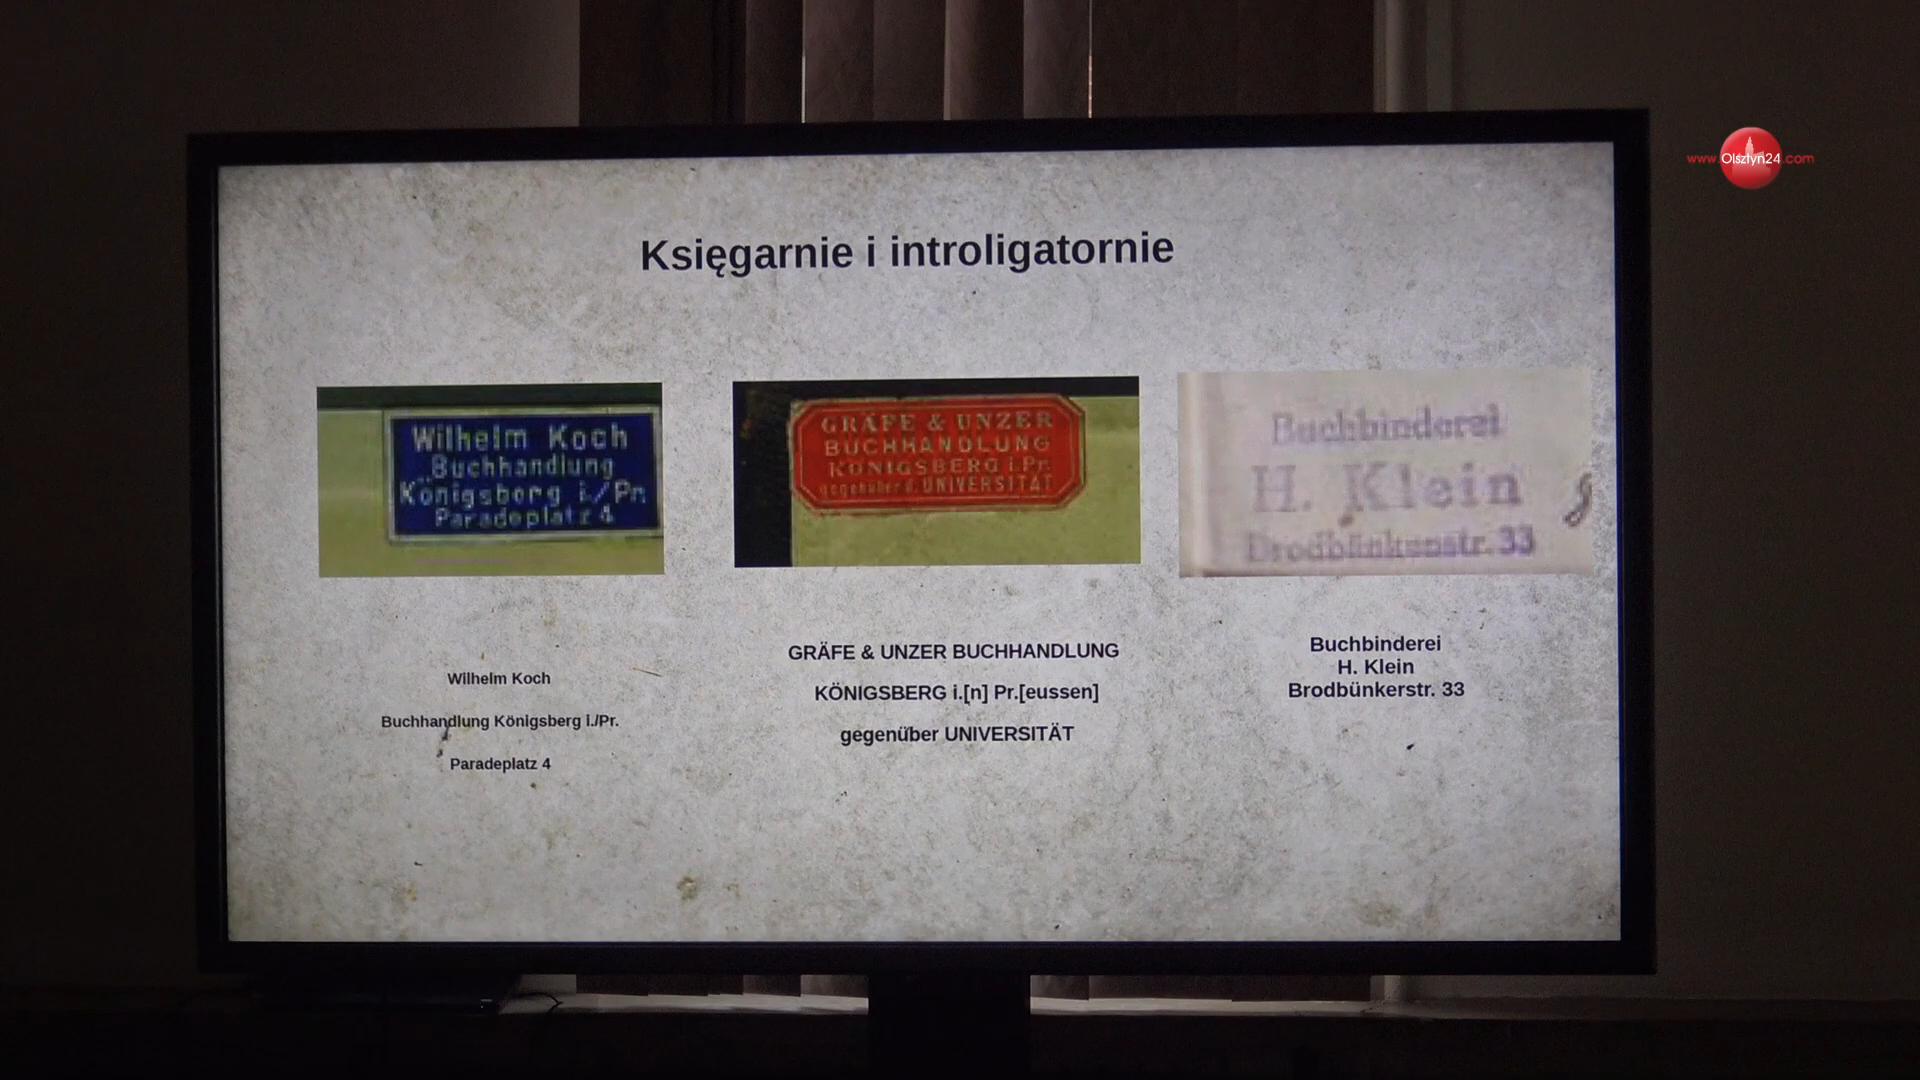 www.Olsztyn24.com
Księgarnie i introligatornie
Wilhelm Koch
Buchhandlung
Königsberg i./Pr.
Paradeplatz 4
GRÄFE & UNZER
BUCHHANDLUNG
KÖNIGSBERG i.Pr.
gegenüber d. UNIVERSITÄT
Buchbinderei
H. Klein
33
Wilhelm Koch
Buchhandlung Königsberg i./Pr.
Paradeplatz 4
GRÄFE & UNZER BUCHHANDLUNG
KÖNIGSBERG i.[n] Pr.[eussen]
gegenüber UNIVERSITÄT
Buchbinderei
H. Klein
Brodbünkerstr. 33